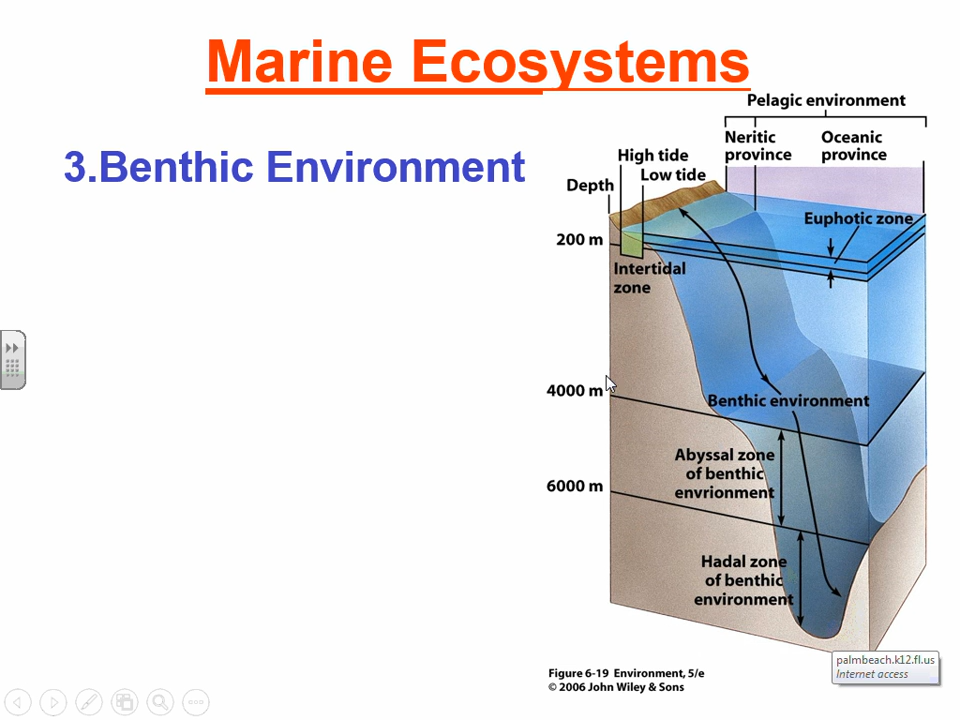 Marine Ecosystems
3.Benthic Environment
Pelagic environment
Neritic
province
Oceanic
province
High tide
Low tide
Depth
Euphotic zone
200 m
Intertidal
zone
4000 m
Benthic environment
Abyssal zone
of benthic
envrionment
6000 m
Hadal zone
of benthic
environment
Figure 6-19 Environment, 5/e
© 2006 John Wiley & Sons
palmbeach.k12.fl.us
Internet access